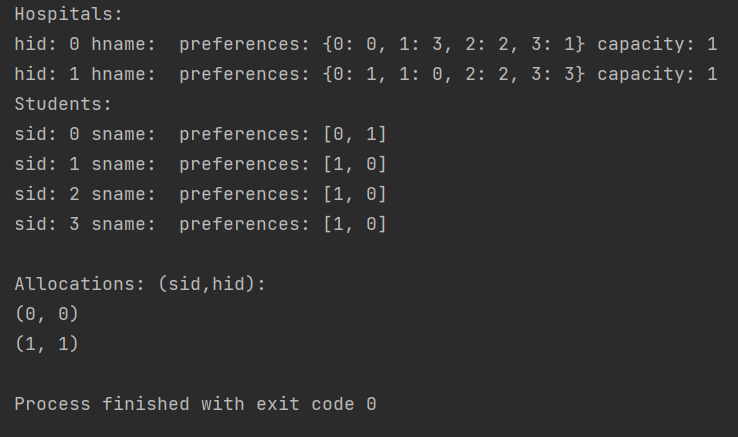 Hospitals:
hid: 0 hname:  preferences: {0: 0, 1: 3, 2: 2, 3: 1} capacity: 1
hid: 1 hname:  preferences: {0: 1, 1: 0, 2: 2, 3: 3} capacity: 1
Students:
sid: 0 sname:  preferences: [0, 1]
sid: 1 sname:  preferences: [1, 0]
sid: 2 sname:  preferences: [1, 0]
sid: 3 sname:  preferences: [1, 0]
Allocations: (sid,hid):
(0, 0)
(1, 1)
Process finished with exit code 0